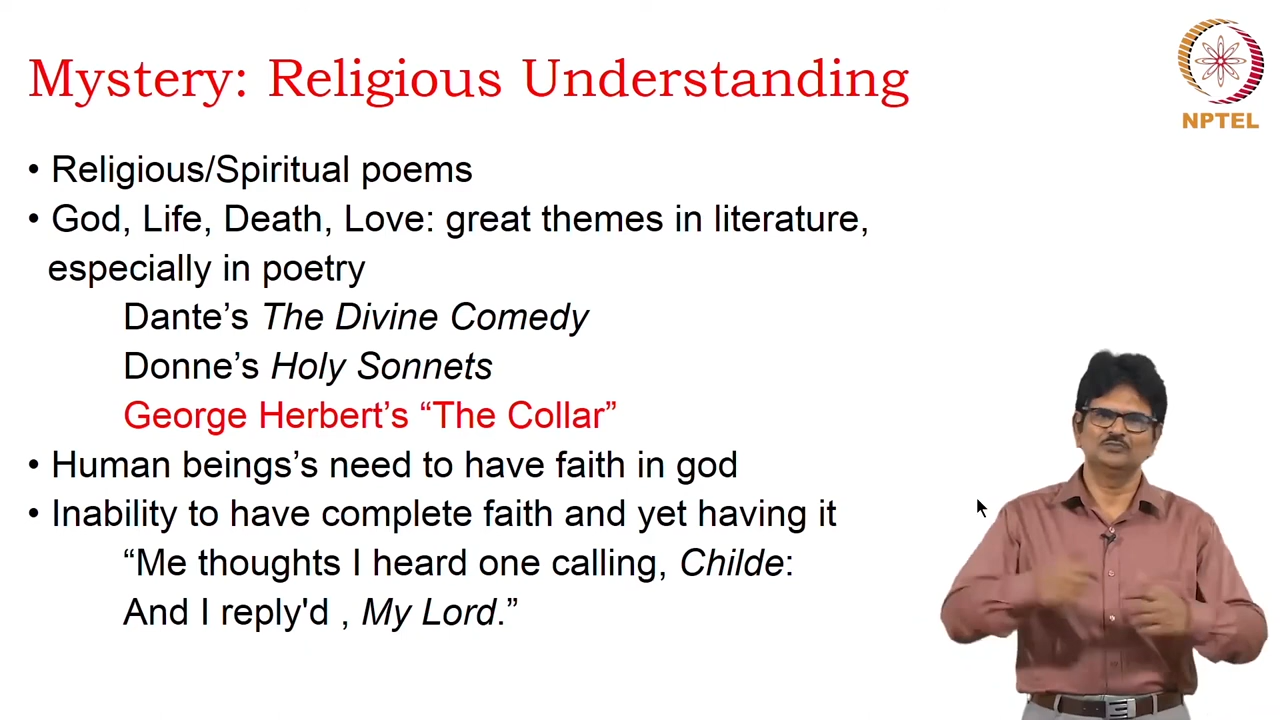 Mystery: Religious Understanding
NPTEL
• Religious/Spiritual poems
• God, Life, Death, Love: great themes in literature,
especially in poetry
Dante’s The Divine Comedy
Donne’s Holy Sonnets
George Herbert’s “The Collar”
• Human beings’s need to have faith in god
• Inability to have complete faith and yet having it
“Me thoughts I heard one calling, Childe:
And I reply'd , My Lord.”